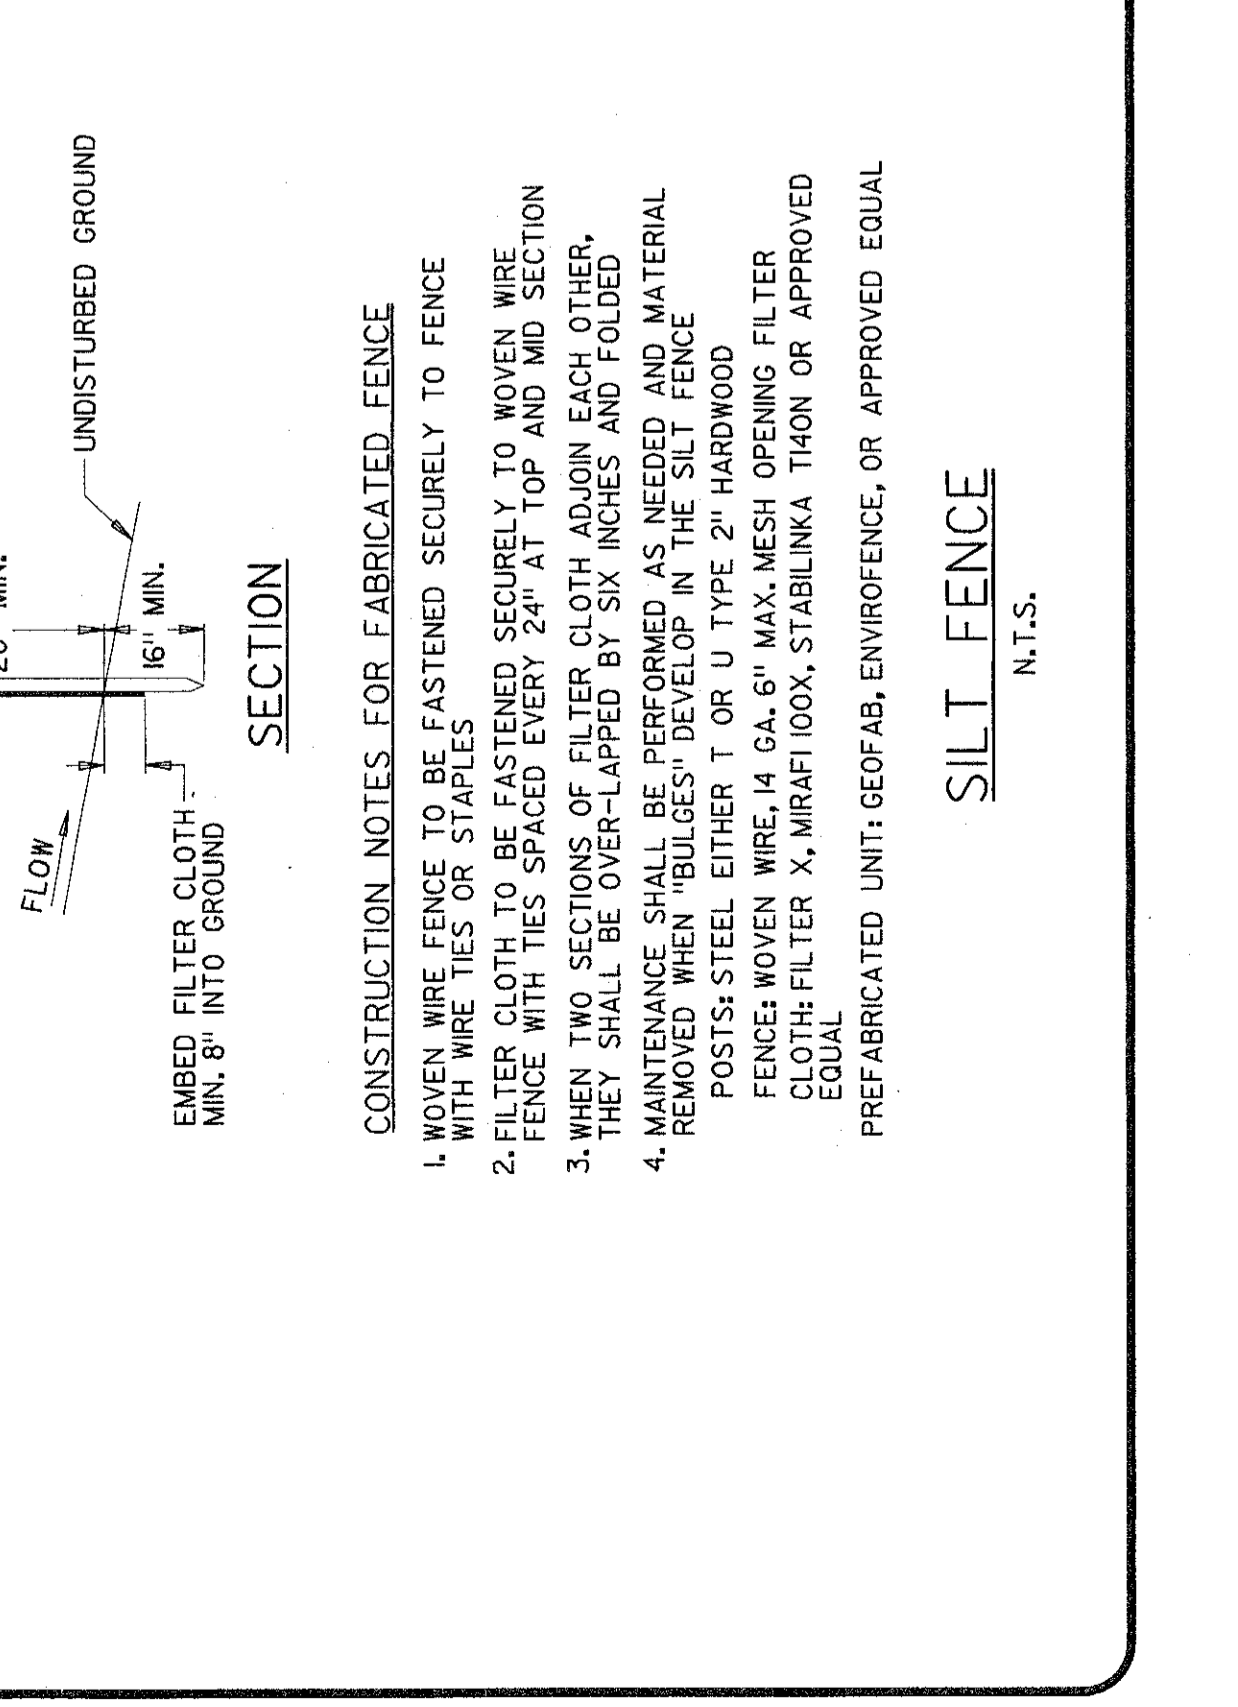 MIN.
UNDISTURBED GROUND
FLOW
16" MIN.
EMBED FILTER CLOTH
MIN. 8" INTO GROUND
SECTION
CONSTRUCTION NOTES FOR FABRICATED FENCE
1. WOVEN WIRE FENCE TO BE FASTENED SECURELY TO FENCE
WITH WIRE TIES OR STAPLES
2. FILTER CLOTH TO BE FASTENED SECURELY TO WOVEN WIRE
FENCE WITH TIES SPACED EVERY 24" AT TOP AND MID SECTION
3. WHEN TWO SECTIONS OF FILTER CLOTH ADJOIN EACH OTHER,
THEY SHALL BE OVER-LAPPED BY SIX INCHES AND FOLDED
4. MAINTENANCE SHALL BE PERFORMED AS NEEDED AND MATERIAL
REMOVED WHEN "BULGES" DEVELOP IN THE SILT FENCE
POSTS: STEEL EITHER T OR U TYPE 2" HARDWOOD
FENCE: WOVEN WIRE, 14 GA. 6" MAX. MESH OPENING FILTER
CLOTH: FILTER X, MIRAFI 100X, STABILINKA T140N OR APPROVED
EQUAL
PREFABRICATED UNIT: GEOFAB, ENVIROFENCE, OR APPROVED EQUAL
SILT FENCE
N.T.S.